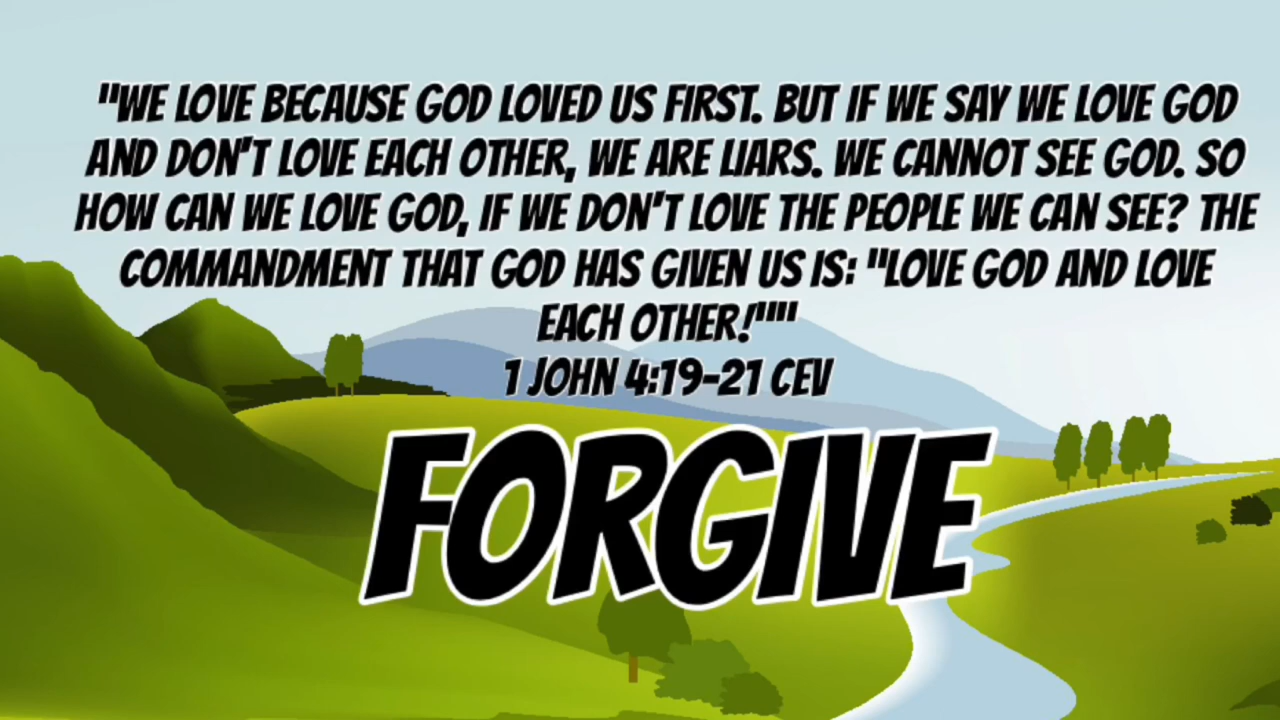 "WE LOVE BECAUSE GOD LOVED US FIRST. BUT IF WE SAY WE LOVE GOD
AND DON'T LOVE EACH OTHER, WE ARE LIARS. WE CANNOT SEE GOD. SO
HOW CAN WE LOVE GOD, IF WE DON'T LOVE THE PEOPLE WE CAN SEE? THE
COMMANDMENT THAT GOD HAS GIVEN US IS: "LOVE GOD AND LOVE
EACH OTHER!""
1 JOHN 4:19-21 CEV
FORGIVE